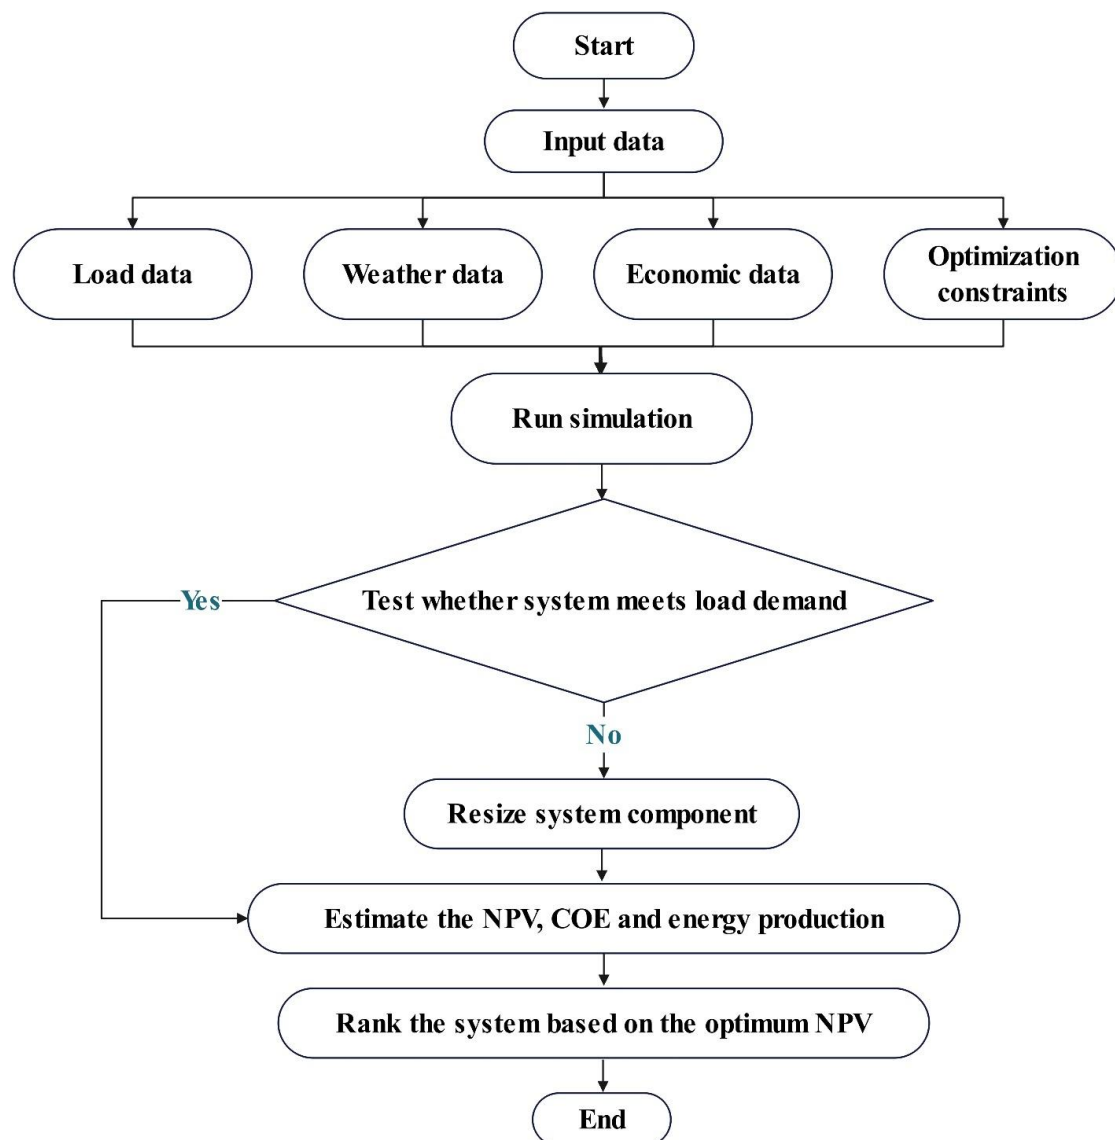 Start
Input data
Load data
Weather data
Economic data
Optimization
constraints
Run simulation
Yes
Test whether system meets load demand
No
Resize system component
Estimate the NPV, COE and energy production
Rank the system based on the optimum NPV
End